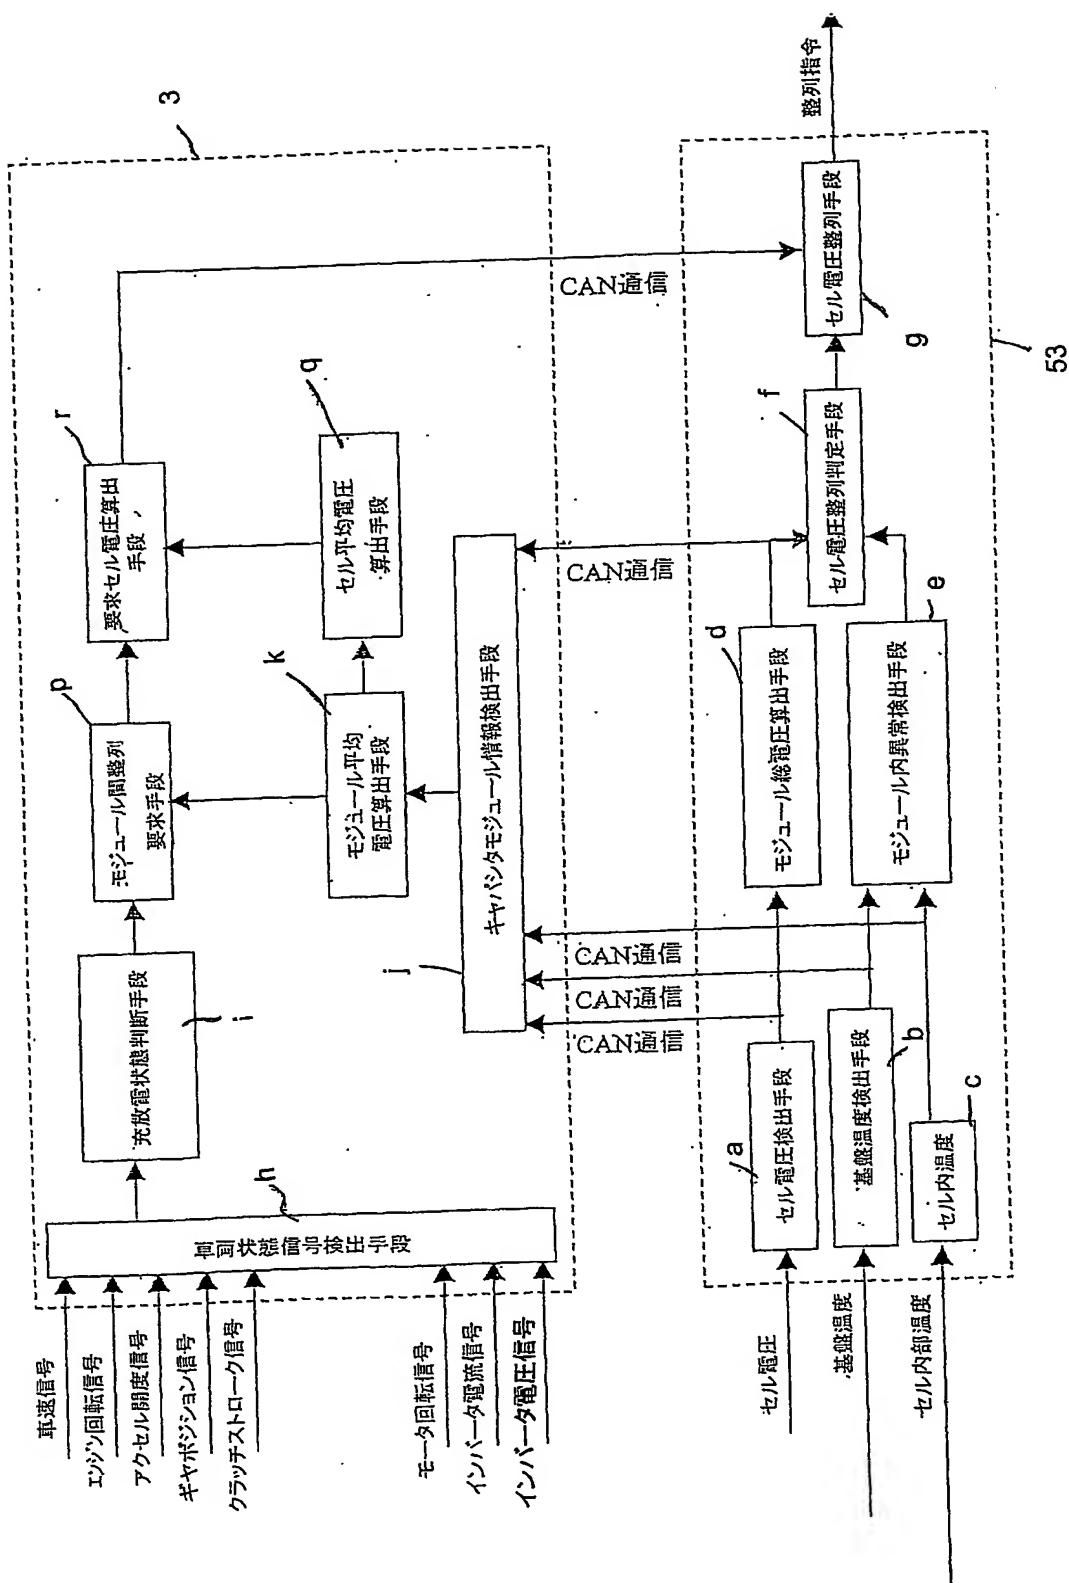 3
車速信号
エンジン回転信号
アクセル開度信号
ギヤポジション信号
クラッチストローク信号
モータ回転信号
インバータ電流信号
インバータ電圧信号
車両状態信号検出手段
h
充放電状態判断手段
i
モジュール間整列
要求手段
p
要求セル電圧算出
手段
r
モジュール平均
電圧算出手段
k
セル平均電圧
算出手段
q
キャパシタモジュール情報検出手段
j
CAN通信
CAN通信
CAN通信
CAN通信
CAN通信
セル電圧
基盤温度
セル内部温度
セル電圧検出手段
a
基盤温度検出手段
b
セル内温度
c
モジュール総電圧算出手段
d
モジュール内異常検出手段
e
セル電圧整列判定手段
f
セル電圧整列手段
g
整列指令
53